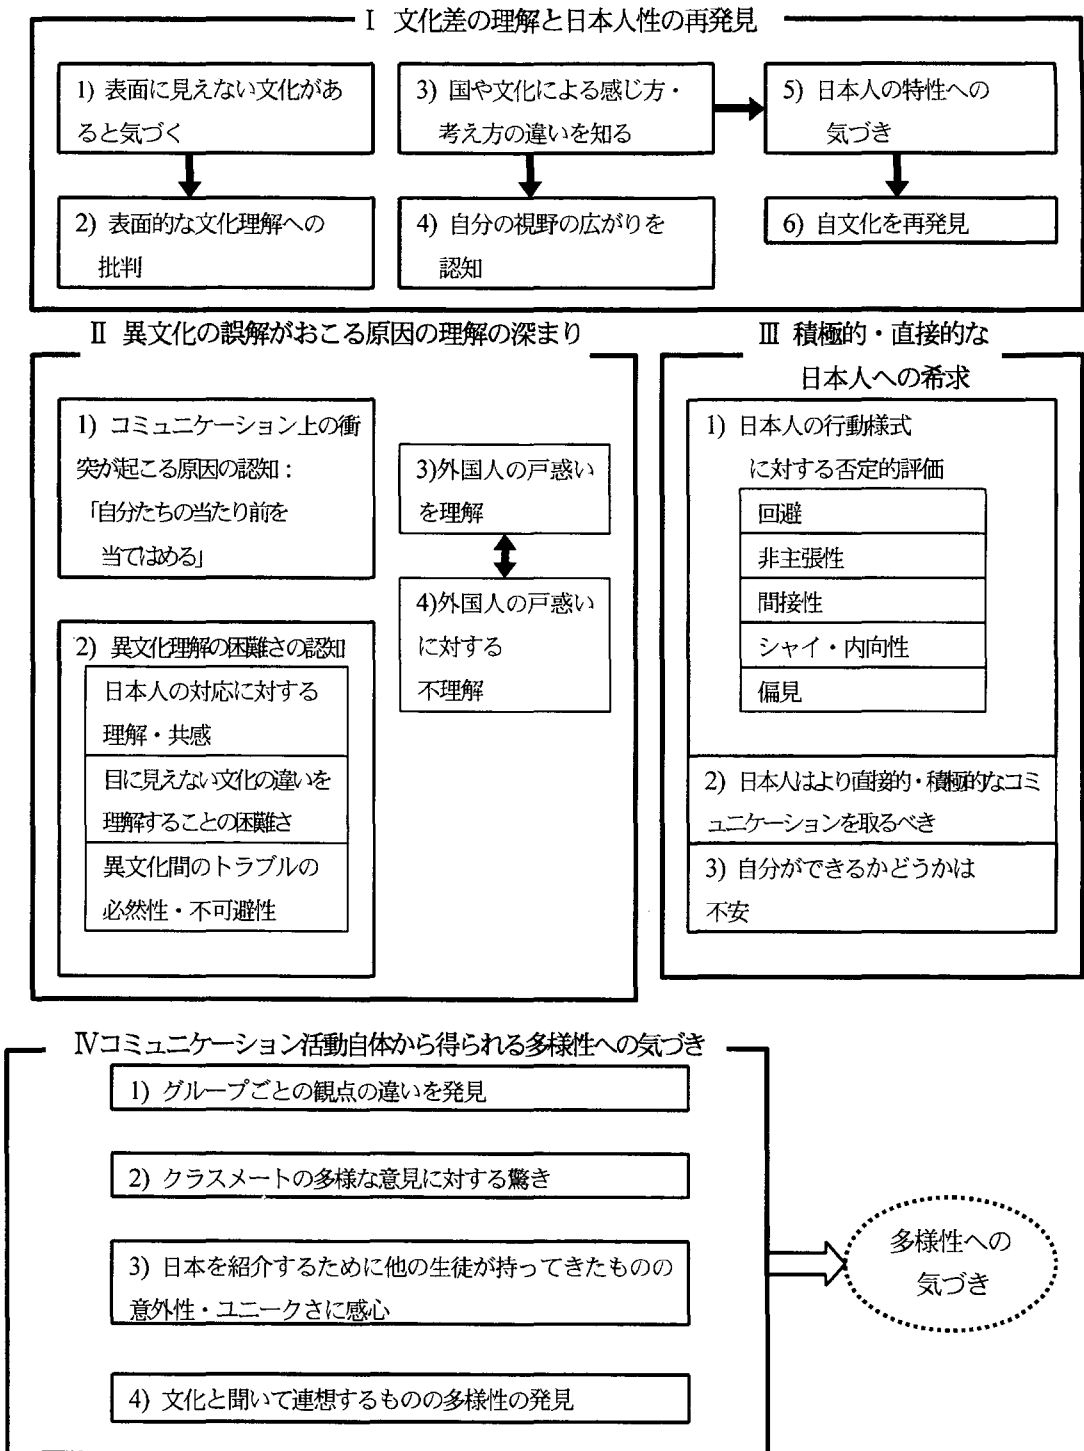 Ⅰ 文化差の理解と日本人性の再発見
1) 表面に見えない文化があ
ると気づく
2) 表面的な文化理解への
批判
3) 国や文化による感じ方・
考え方の違いを知る
4) 自分の視野の広がりを
認知
5) 日本人の特性への
気づき
6) 自文化を再発見
Ⅱ 異文化の誤解がおこる原因の理解の深まり
1) コミュニケーション上の衝
突が起こる原因の認知：
「自分たちの当たり前を
当てはめる」
2) 異文化理解の困難さの認知
日本人の対応に対する
理解・共感
目に見えない文化の違いを
理解することの困難さ
異文化間のトラブルの
必然性・不可避性
3)外国人の戸惑い
を理解
4)外国人の戸惑い
に対する
不理解
Ⅲ 積極的・直接的な
日本人への希求
1) 日本人の行動様式
に対する否定的評価
回避
非主張性
間接性
シャイ・内向性
偏見
2) 日本人はより直接的・積極的なコミ
ュニケーションを取るべき
3) 自分ができるかどうかは
不安
Ⅳコミュニケーション活動自体から得られる多様性への気づき
1) グループごとの観点の違いを発見
2) クラスメートの多様な意見に対する驚き
3) 日本を紹介するために他の生徒が持ってきたものの
意外性・ユニークさに感心
4) 文化と聞いて連想するものの多様性の発見
多様性への
気づき